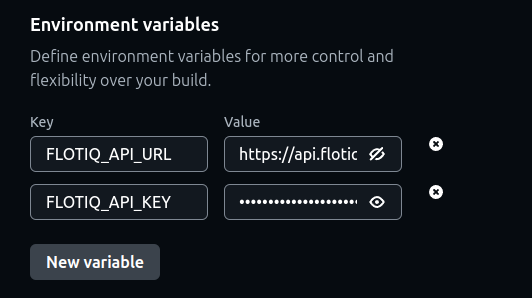 Environment variables
Define environment variables for more control and
flexibility over your build.
Key Value
FLOTIQ_API_URL https://api.flotiq
FLOTIQ_API_KEY ••••••••••••••••••••
New variable